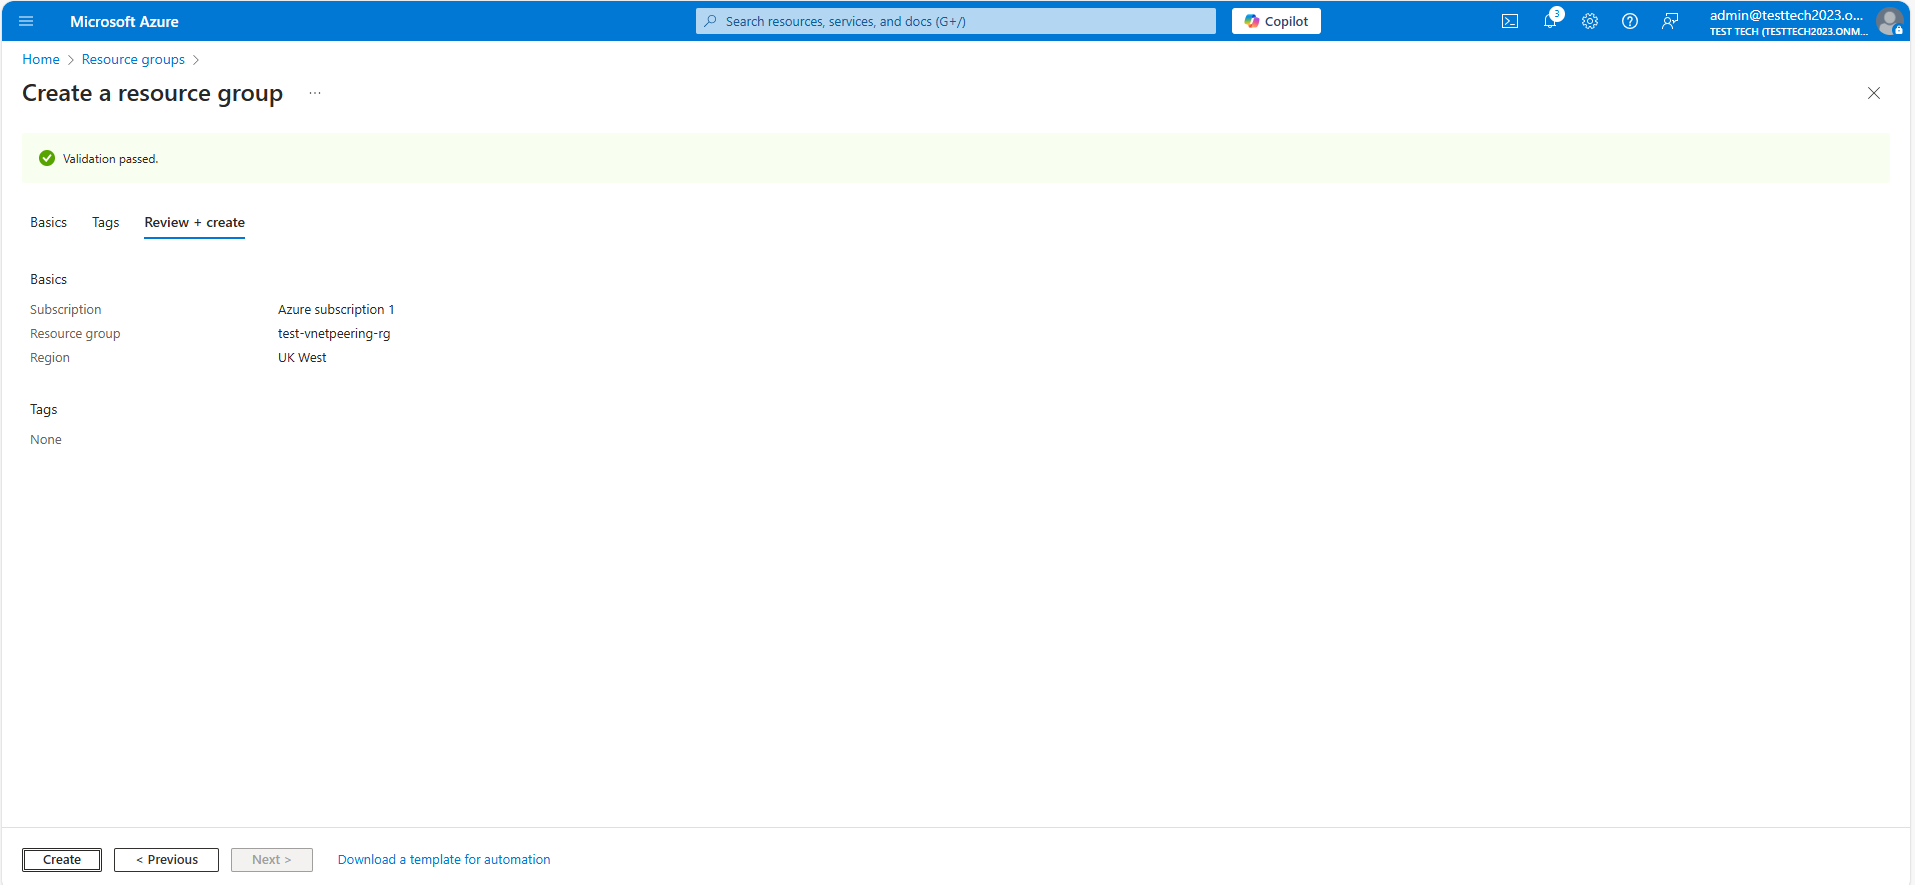 Microsoft Azure
Search resources, services, and docs (G+/)
Copilot
3
admin@testtech2023.o...
TEST TECH (TESTTECH2023.ONM...
Home > Resource groups >
Create a resource group ...
Validation passed.
Basics Tags Review + create
Basics
Subscription Azure subscription 1
Resource group test-vnetpeering-rg
Region UK West
Tags
None
Create < Previous Next > Download a template for automation